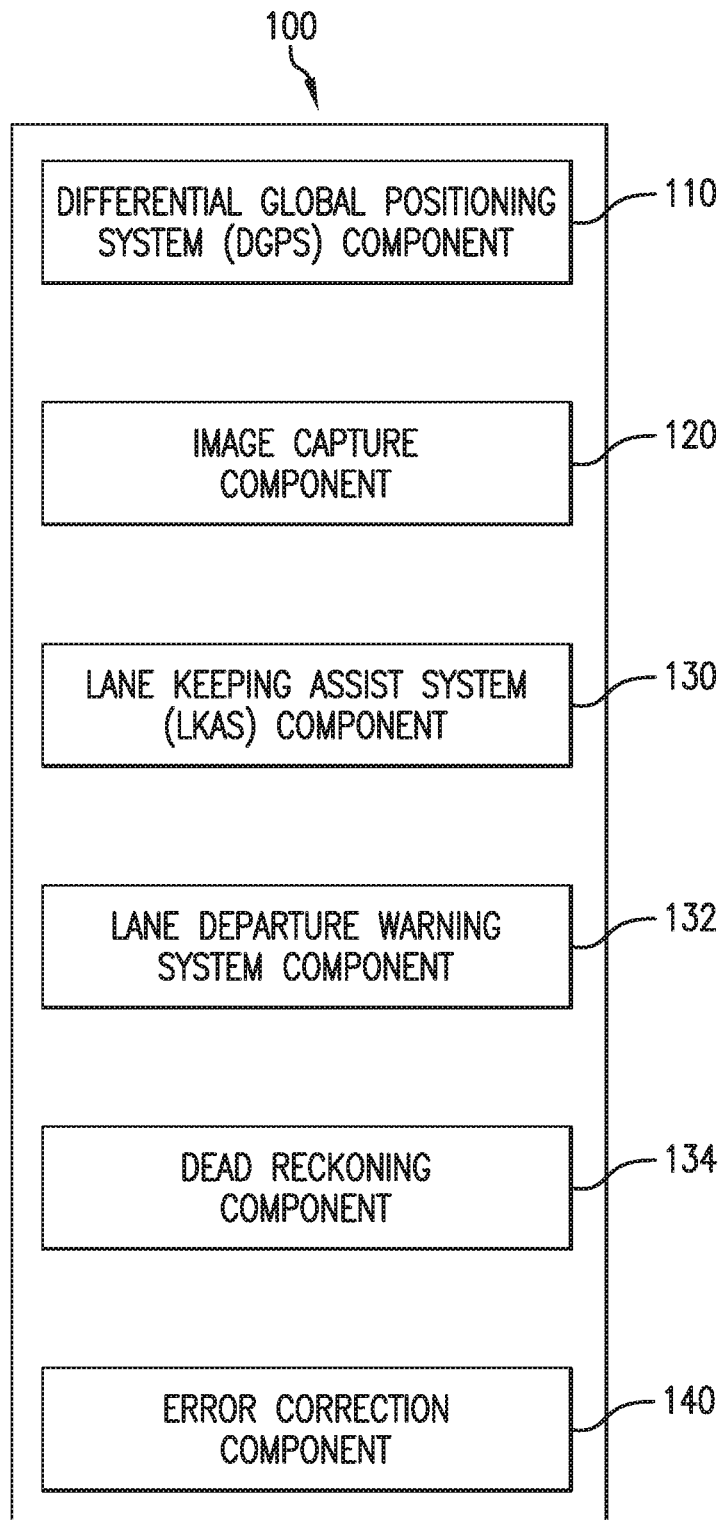 100
DIFFERENTIAL GLOBAL POSITIONING
SYSTEM (DGPS) COMPONENT
110
IMAGE CAPTURE
COMPONENT
120
LANE KEEPING ASSIST SYSTEM
(LKAS) COMPONENT
130
LANE DEPARTURE WARNING
SYSTEM COMPONENT
132
DEAD RECKONING
COMPONENT
134
ERROR CORRECTION
COMPONENT
140